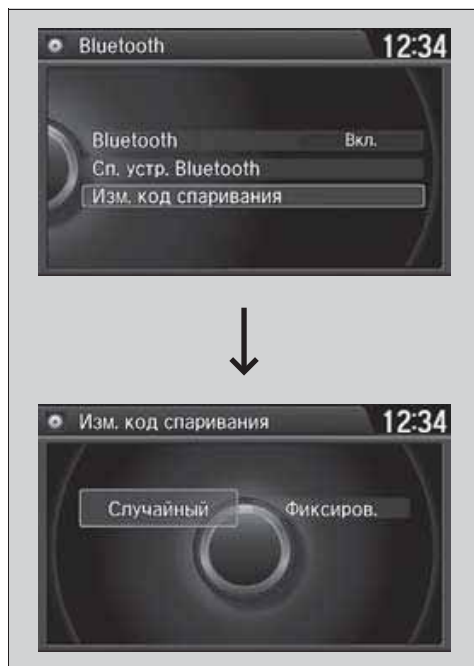 Bluetooth 12:34
Bluetooth Вкл.
Сп. устр. Bluetooth
Изм. код спаривания
Изм. код спаривания 12:34
Случайный Фиксиров.